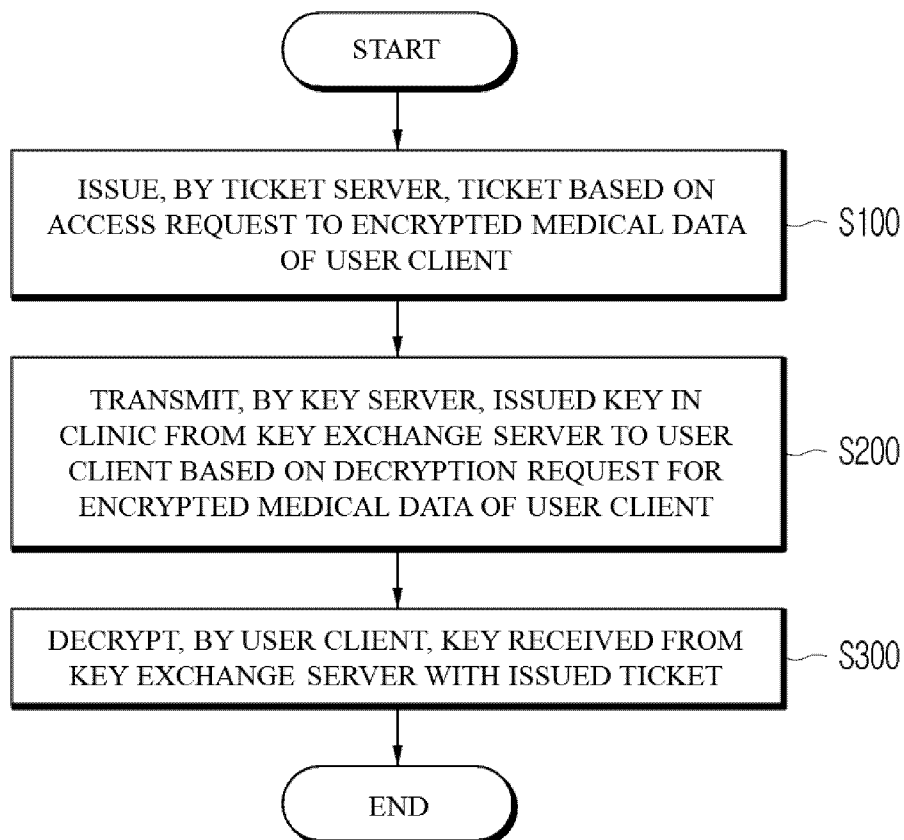 START
ISSUE, BY TICKET SERVER, TICKET BASED ON
ACCESS REQUEST TO ENCRYPTED MEDICAL DATA
OF USER CLIENT
S100
TRANSMIT, BY KEY SERVER, ISSUED KEY IN
CLINIC FROM KEY EXCHANGE SERVER TO USER
CLIENT BASED ON DECRYPTION REQUEST FOR
ENCRYPTED MEDICAL DATA OF USER CLIENT
S200
DECRYPT, BY USER CLIENT, KEY RECEIVED FROM
KEY EXCHANGE SERVER WITH ISSUED TICKET
S300
END